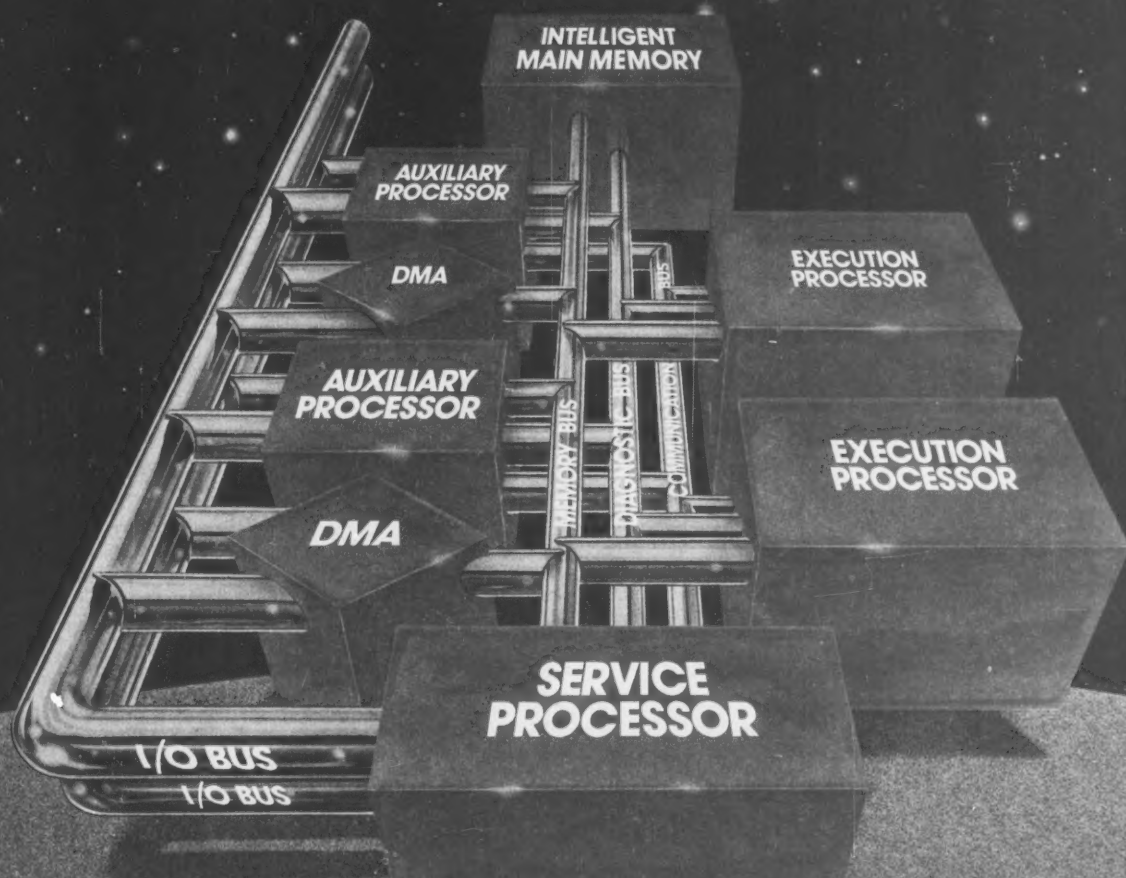 INTELLIGENT
MAIN MEMORY
AUXILIARY
PROCESSOR
DMA
EXECUTION
PROCESSOR
BUS
COMMUNICATION
AUXILIARY
PROCESSOR
MEMORY BUS
DIAGNOSTIC BUS
EXECUTION
PROCESSOR
DMA
SERVICE
PROCESSOR
I/O BUS
I/O BUS